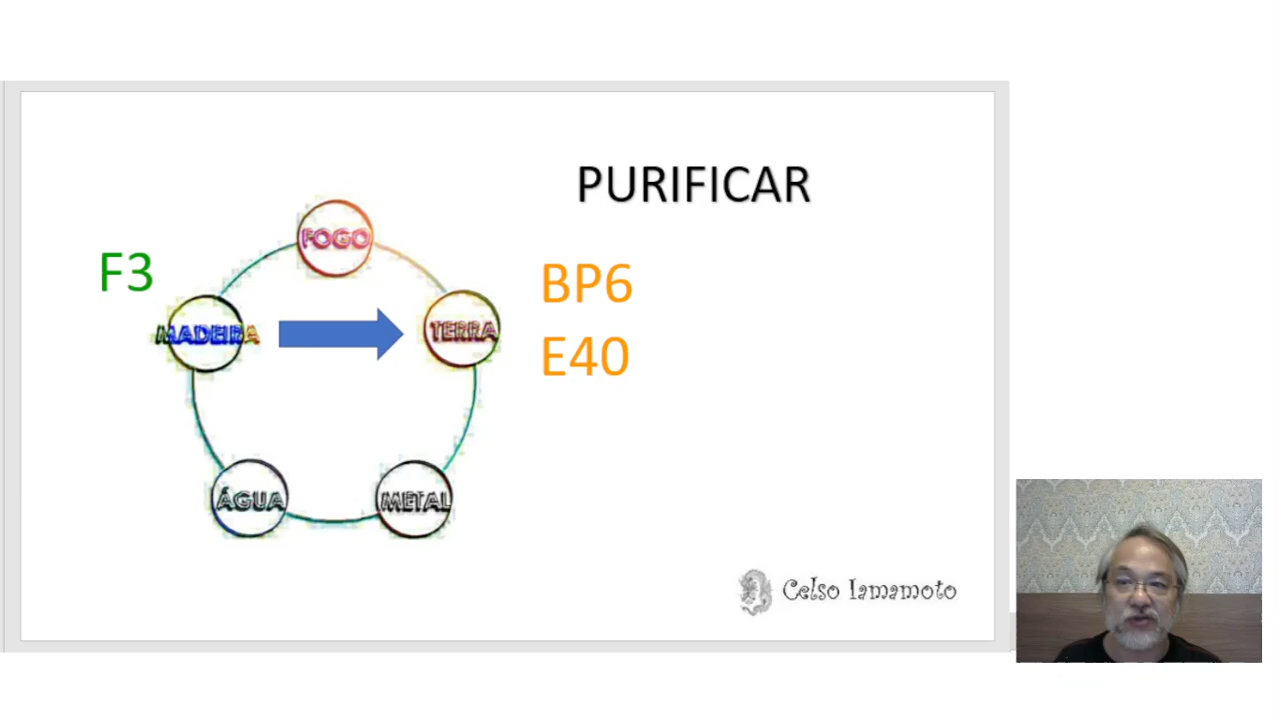 PURIFICAR
FOGO
F3
BP6
MADEIRA
TERRA
E40
ÁGUA
METAL
Celso Iamamoto